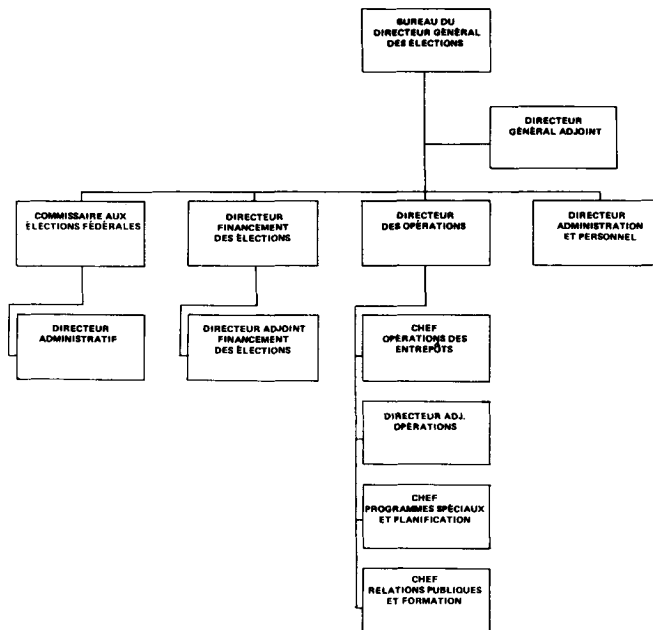 BUREAU DU
DIRECTEUR GÉNÉRAL
DES ÉLECTIONS
DIRECTEUR
GÉNÉRAL ADJOINT
COMMISSAIRE AUX
ÉLECTIONS FÉDÉRALES
DIRECTEUR
FINANCEMENT
DES ÉLECTIONS
DIRECTEUR
DES OPÉRATIONS
DIRECTEUR
ADMINISTRATION
ET PERSONNEL
DIRECTEUR
ADMINISTRATIF
DIRECTEUR ADJOINT
FINANCEMENT
DES ÉLECTIONS
CHEF
OPÉRATIONS DES
ENTREPÔTS
DIRECTEUR ADJ.
OPÉRATIONS
CHEF
PROGRAMMES SPÉCIAUX
ET PLANIFICATION
CHEF
RELATIONS PUBLIQUES
ET FORMATION